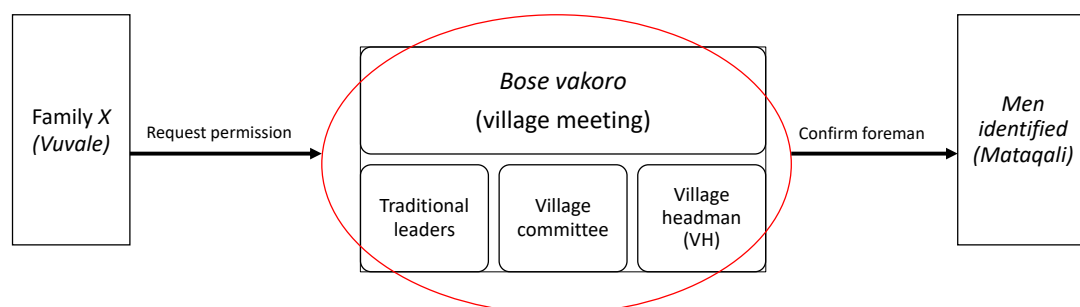 Family X
(Vuvale)
Request permission
Bose vakoro
(village meeting)
Traditional
leaders
Village
committee
Village
headman
(VH)
Confirm foreman
Men
identified
(Mataqali)